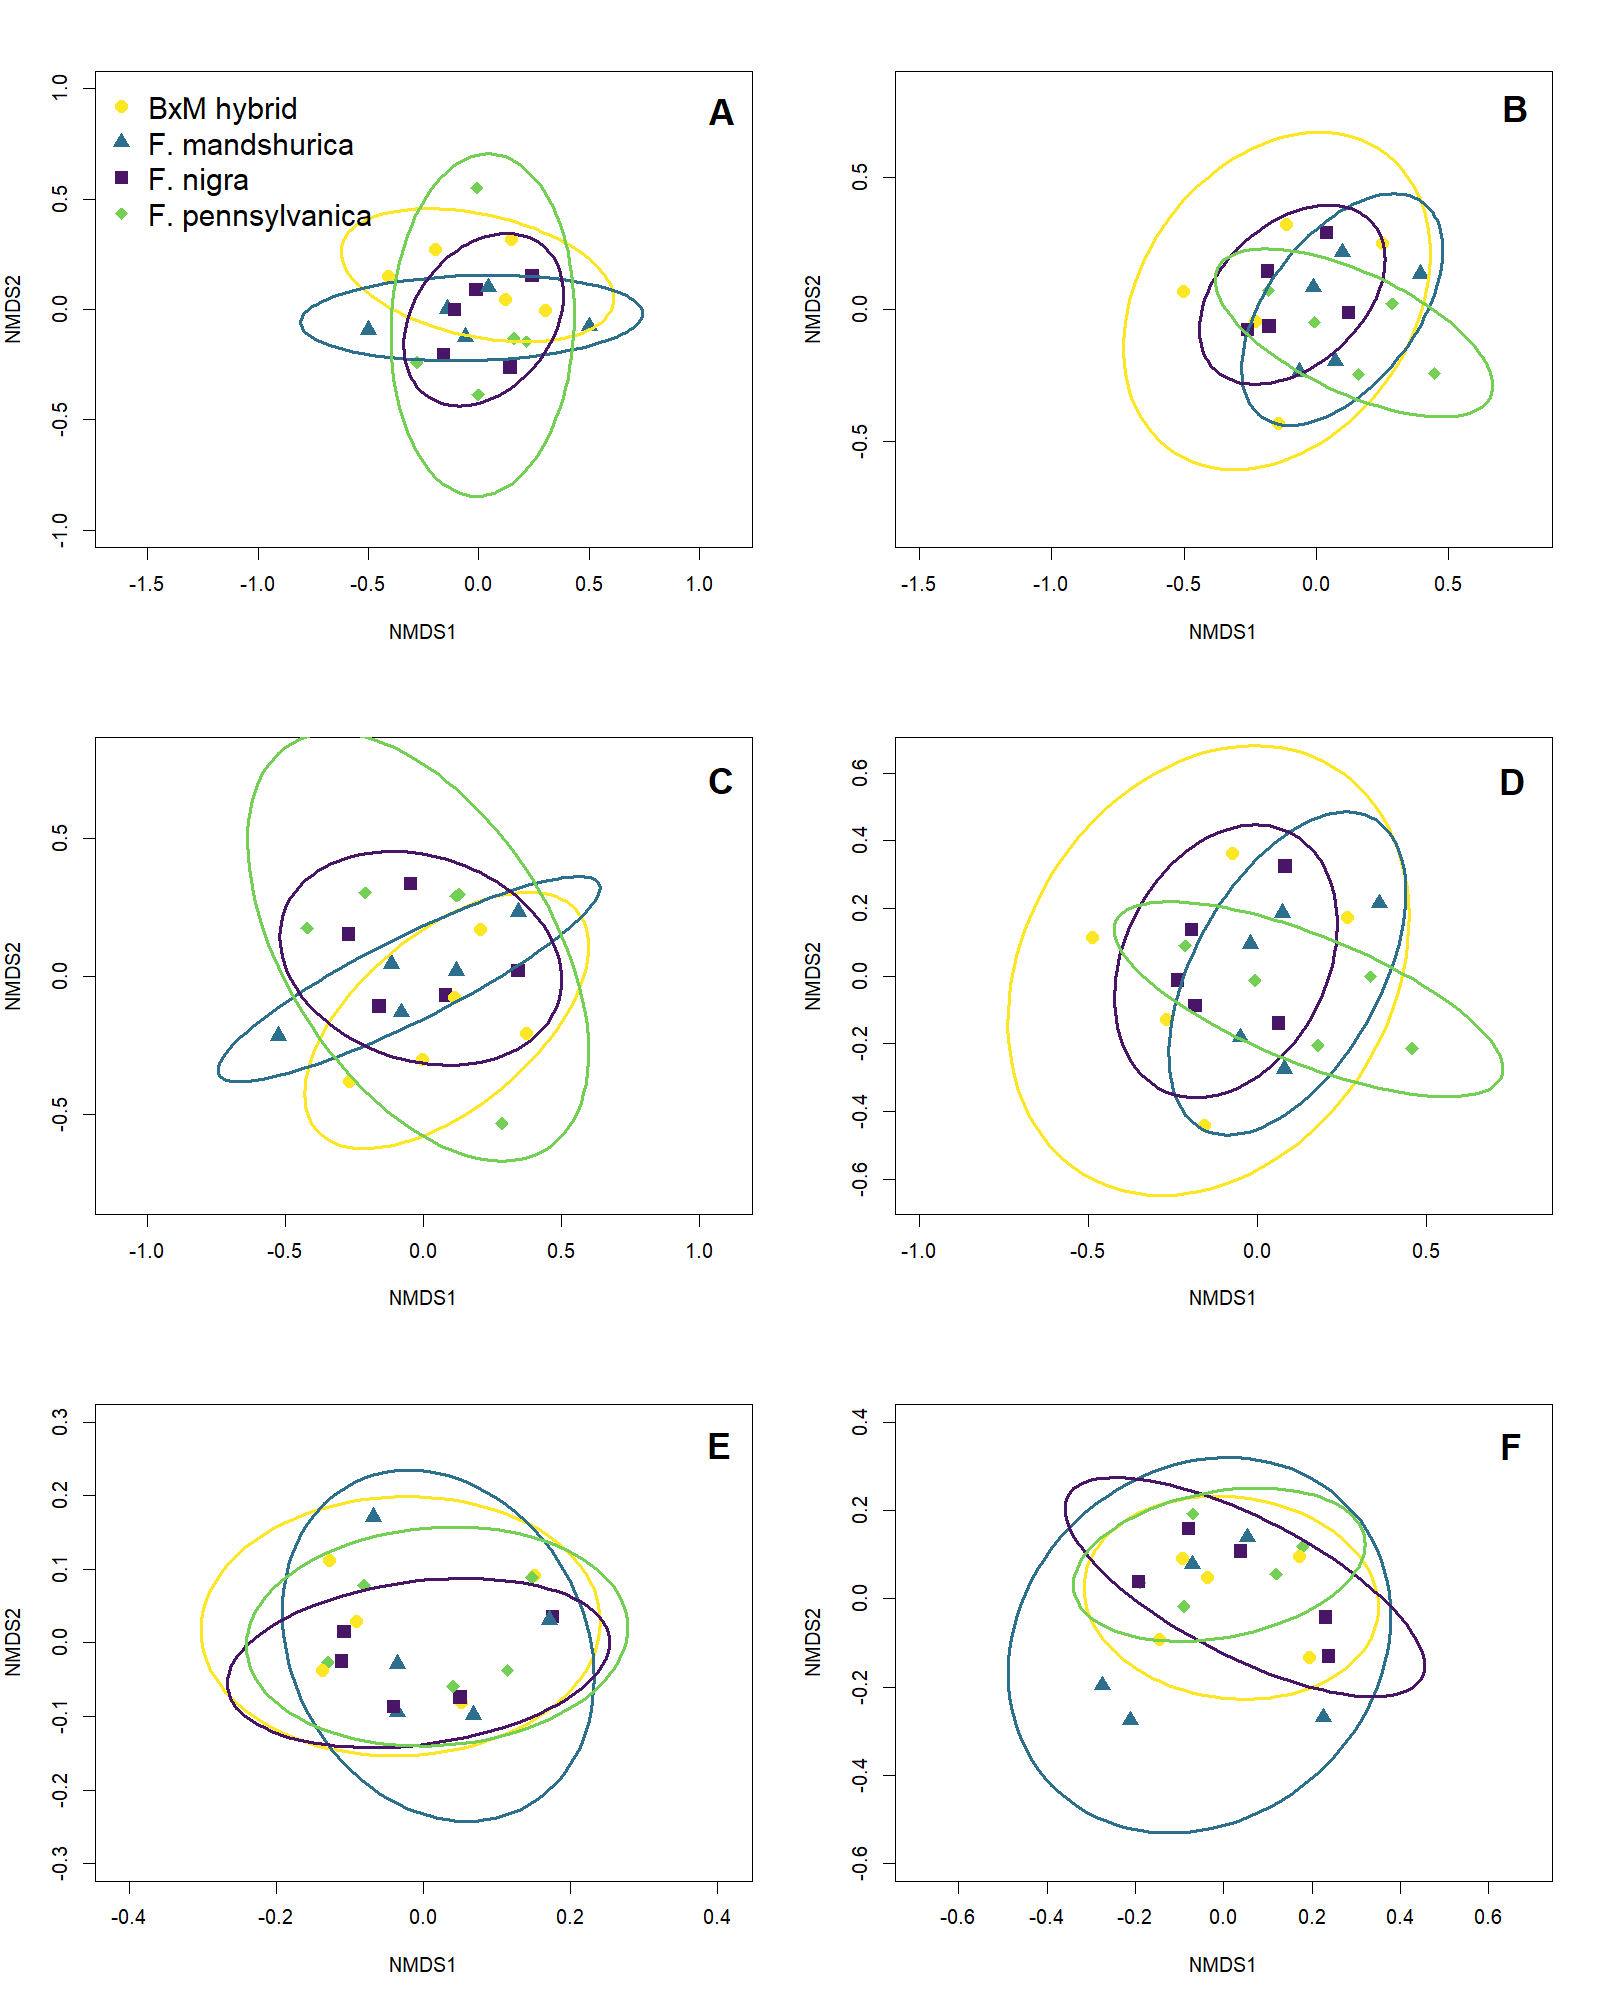 A
BxM hybrid
F. mandshurica
F. nigra
F. pennsylvanica
NMDS2
1.0
0.5
0.0
-0.5
-1.0
-1.5 -1.0 -0.5 0.0 0.5 1.0
NMDS1
B
NMDS2
0.5
0.0
-0.5
-1.5 -1.0 -0.5 0.0 0.5
NMDS1
C
NMDS2
0.5
0.0
-0.5
-1.0 -0.5 0.0 0.5 1.0
NMDS1
D
NMDS2
0.6
0.4
0.2
0.0
-0.2
-0.4
-0.6
-1.0 -0.5 0.0 0.5
NMDS1
E
NMDS2
0.3
0.2
0.1
0.0
-0.1
-0.2
-0.3
-0.4 -0.2 0.0 0.2 0.4
NMDS1
F
NMDS2
0.4
0.2
0.0
-0.2
-0.4
-0.6
-0.6 -0.4 -0.2 0.0 0.2 0.4 0.6
NMDS1